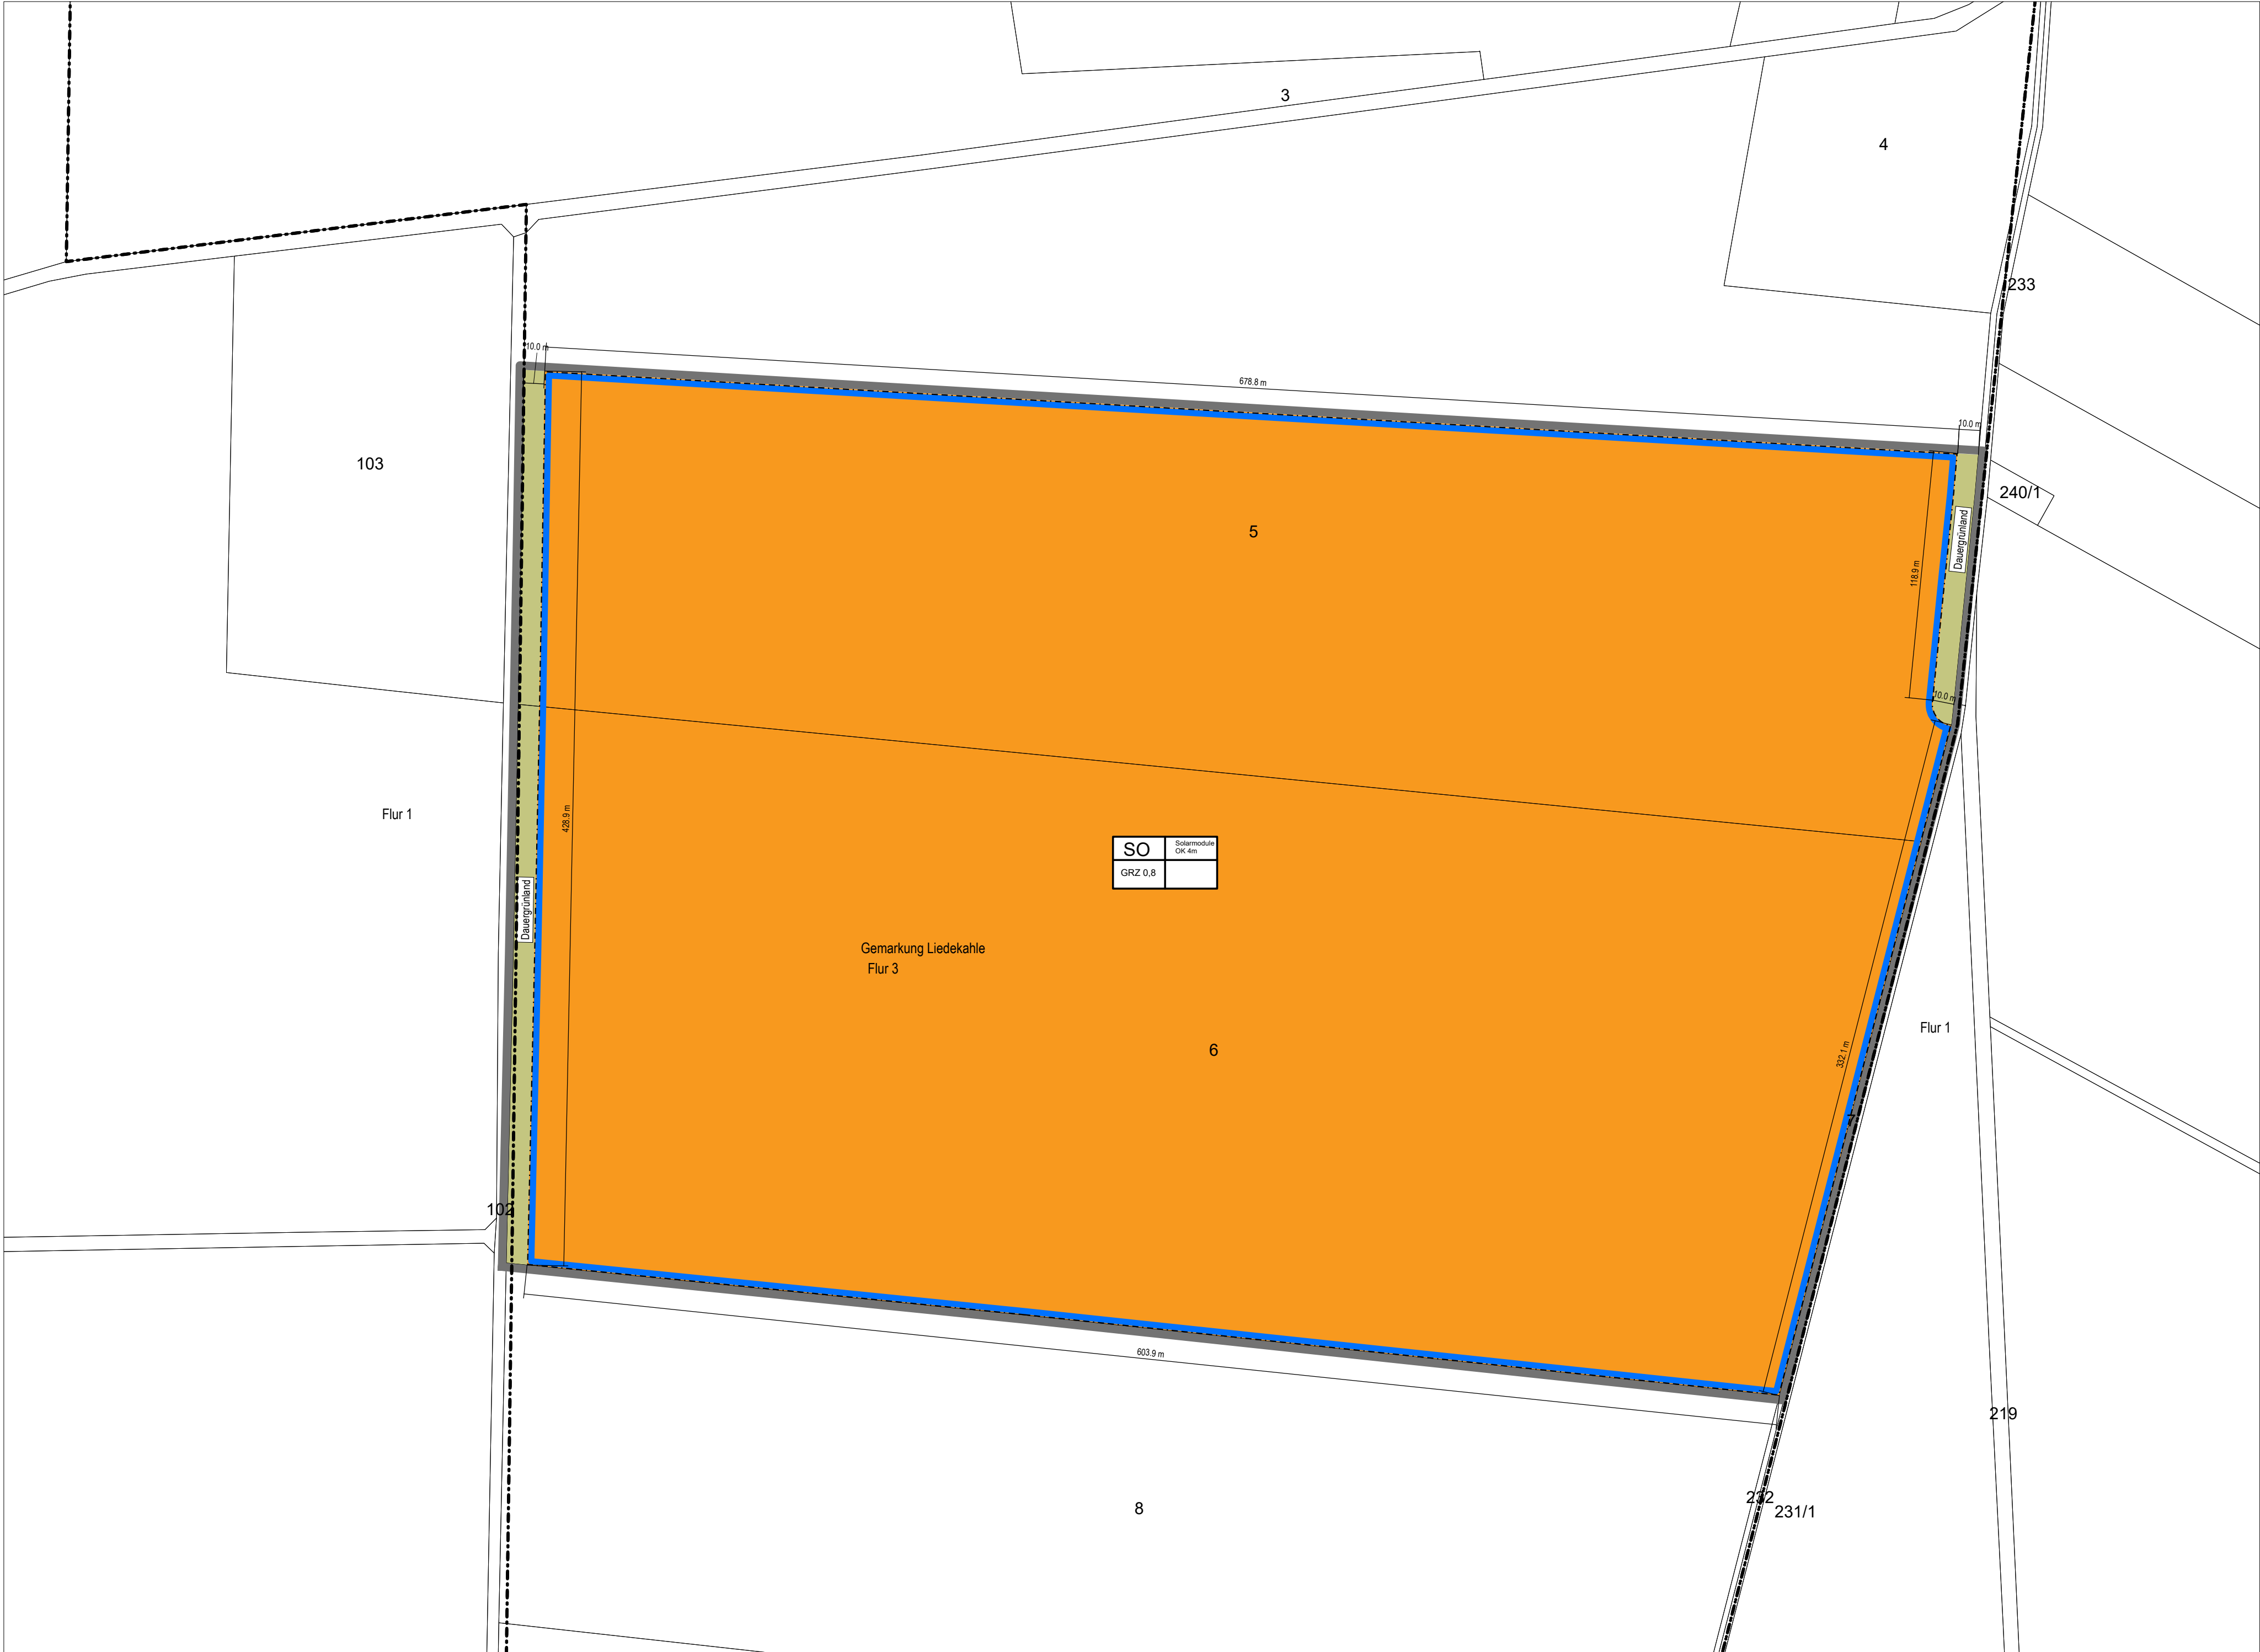 3
4
233
10.0 m
678.8 m
10.0 m
103
240/1
5
Dauergrünland
118.9 m
10.0 m
Flur 1
428.9 m
SO
Solarmodule
OK 4m
GRZ 0,8
Dauergrünland
Gemarkung Liedekahle
Flur 3
Flur 1
6
332.1 m
7
102
603.9 m
219
8
232
231/1